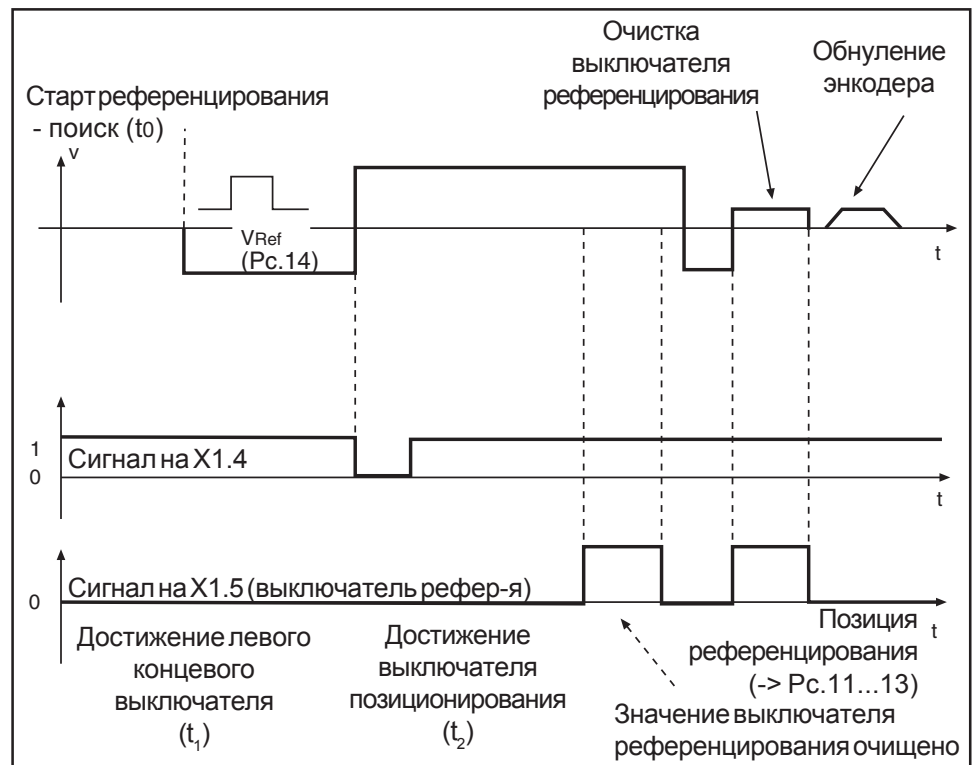 Очистка
выключателя
референцирования
Обнуление
энкодера
Старт референцирования
- поиск (t0)
v
VRef
(Pc.14)
t
1
0
Сигнал на X1.4
t
0
Сигнал на X1.5 (выключатель рефер-я)
t
Достижение левого
концевого
выключателя
(t1)
Достижение
выключателя
позиционирования
(t2)
Позиция
референцирования
(-> Pc.11...13)
Значение выключателя
референцирования очищено